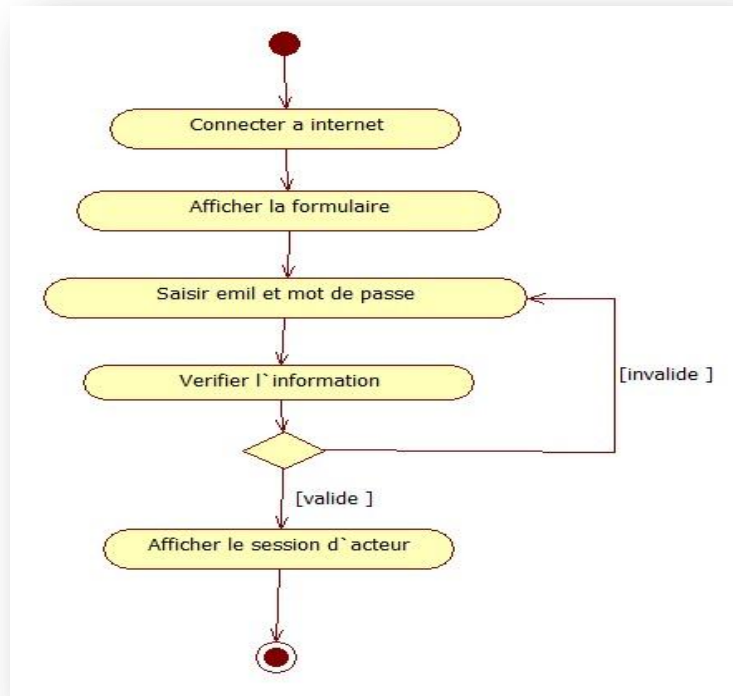 Connecter a internet
Afficher la formulaire
Saisir emil et mot de passe
Verifier l`information
[invalide ]
[valide ]
Afficher le session d`acteur